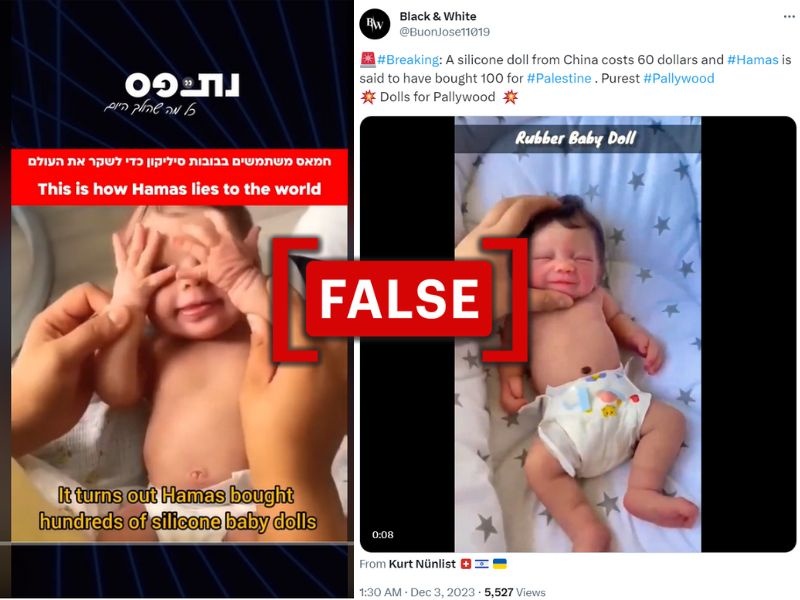 נתפס
כל מה שהולך היום
חמאס משתמשים בבובות סיליקון כדי לשקר את העולם
This is how Hamas lies to the world
It turns out Hamas bought
hundreds of silicone baby dolls
FALSE
B/W
Black & White
@BuonJose11019
🚨#Breaking: A silicone doll from China costs 60 dollars and #Hamas is
said to have bought 100 for #Palestine . Purest #Pallywood
💥 Dolls for Pallywood 💥
Rubber Baby Doll
0:08
From Kurt Nünlist 🇨🇭 🇮🇱 🇺🇦
1:30 AM · Dec 3, 2023 · 5,527 Views